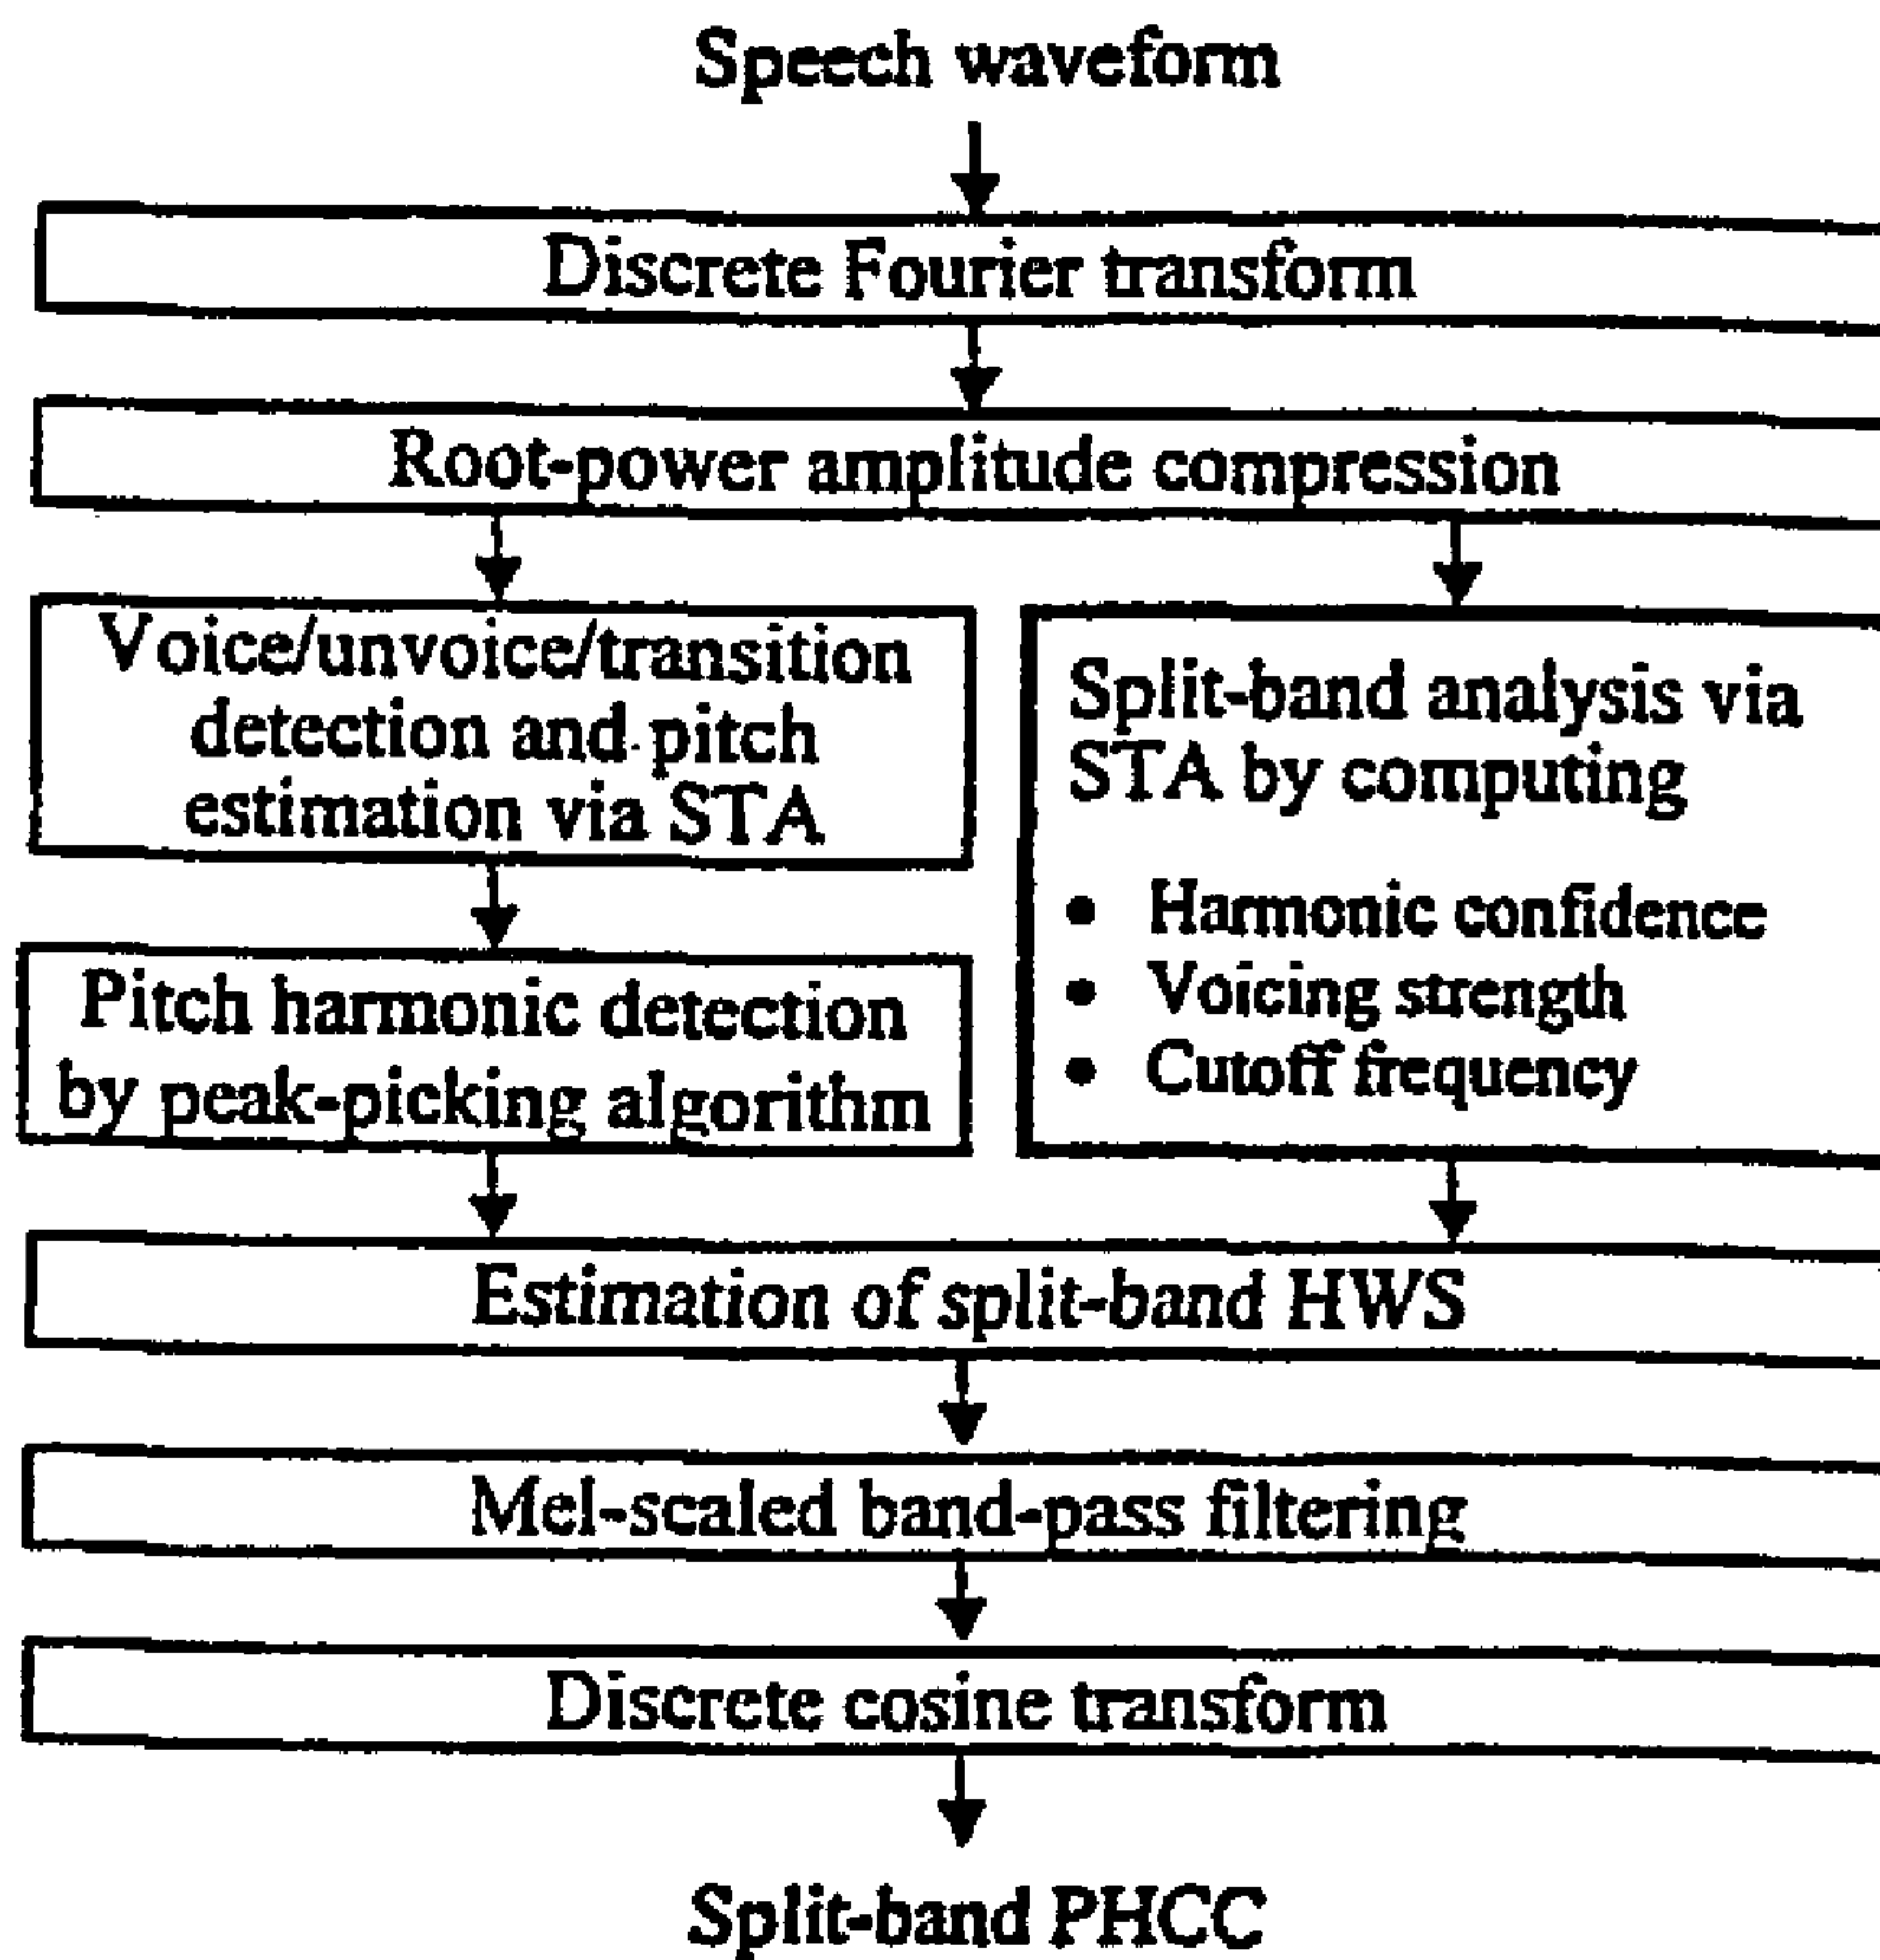 Speech waveform
Discrete Fourier transform
Root-power amplitude compression
Voice/unvoice/transition
detection and pitch
estimation via STA
Pitch harmonic detection
by peak-picking algorithm
Split-band analysis via
STA by computing
• Harmonic confidence
• Voicing strength
• Cutoff frequency
Estimation of split-band HWS
Mel-scaled band-pass filtering
Discrete cosine transform
Split-band PHCC